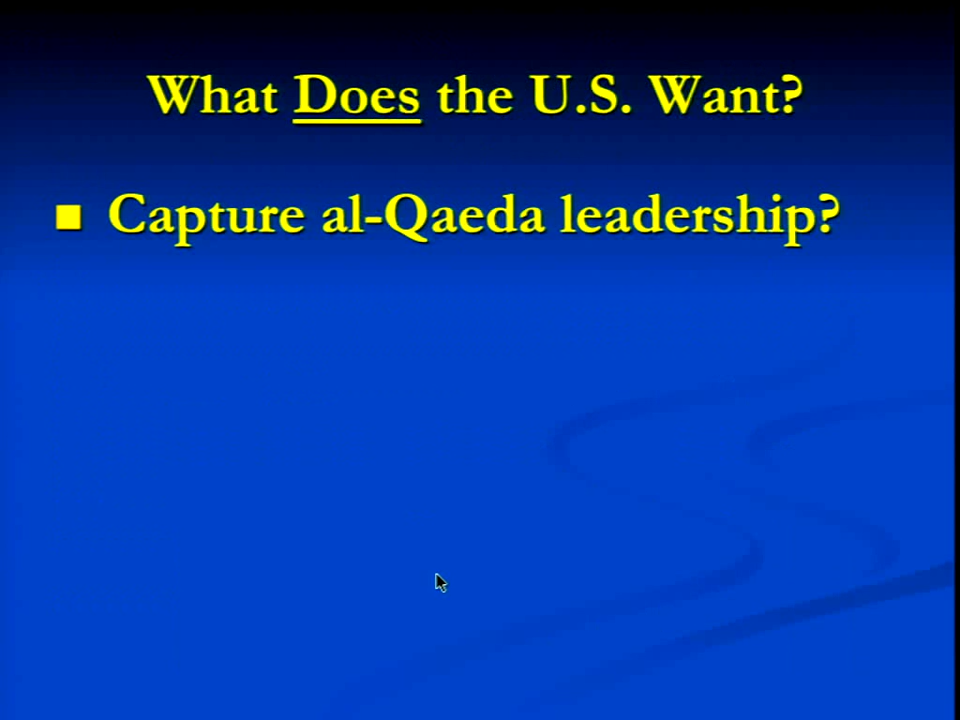 What Does the U.S. Want?
■ Capture al-Qaeda leadership?